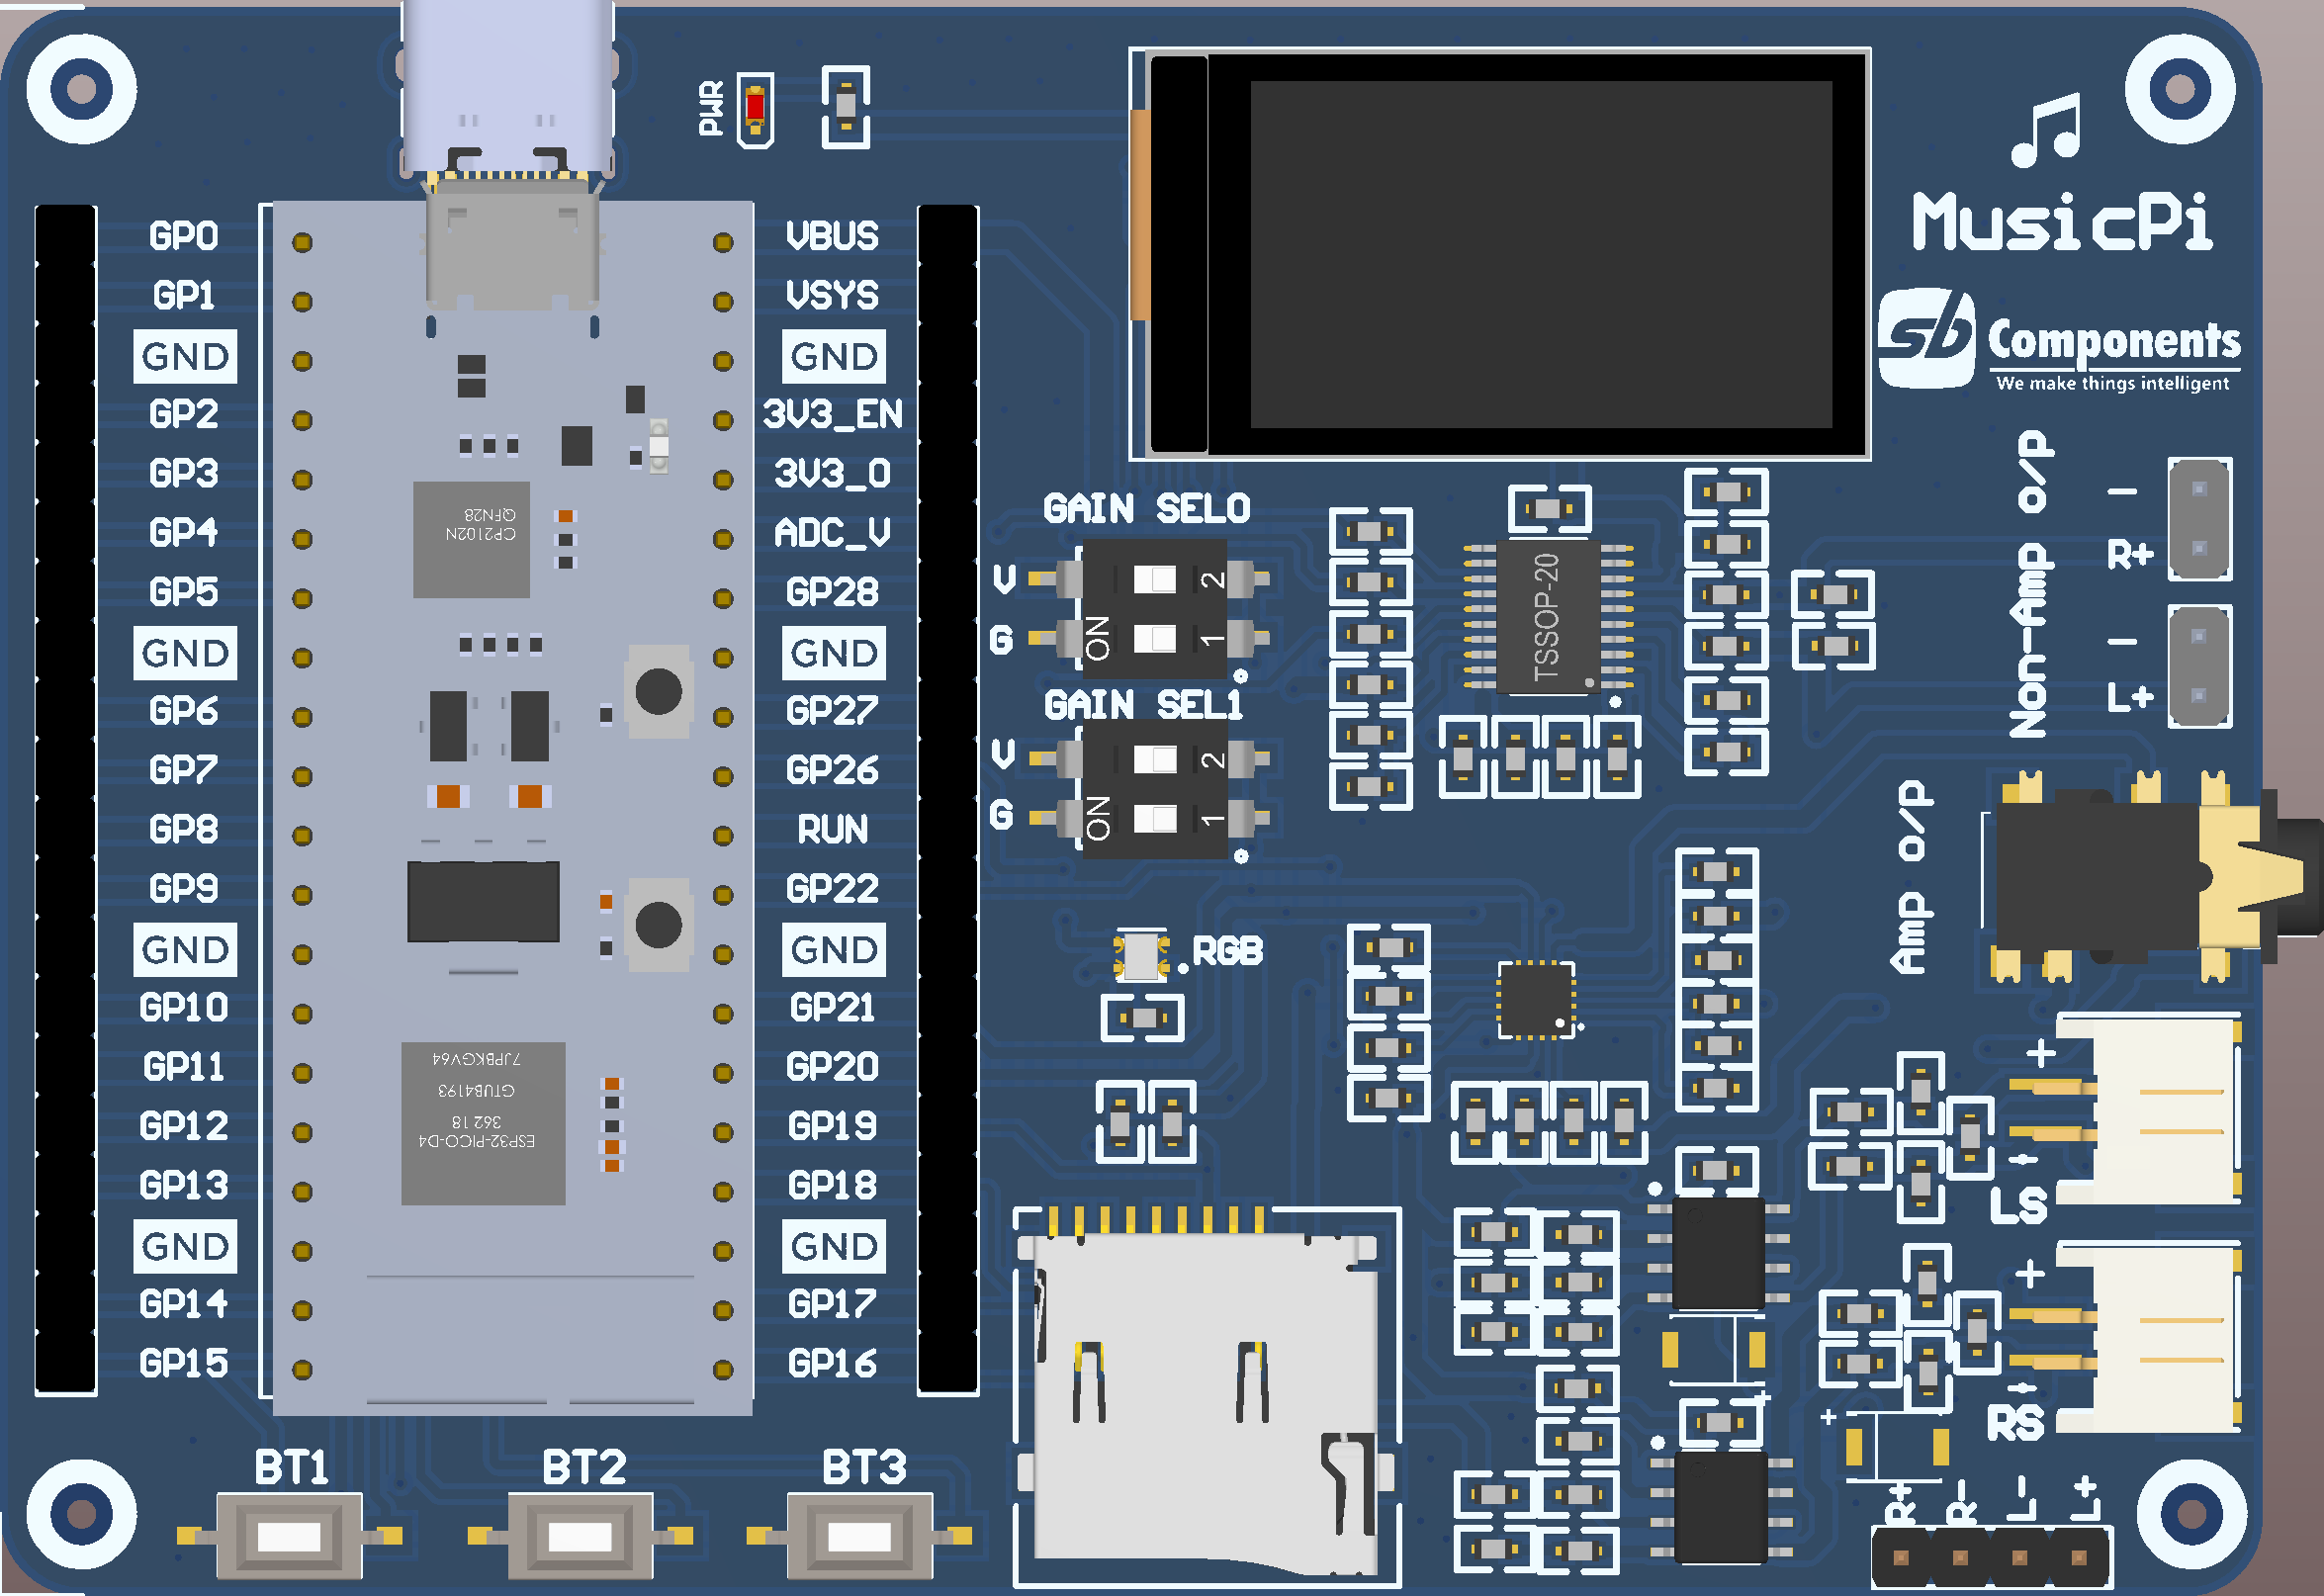 PWR
MusicPi
sb Components
We make things intelligent
GP0
GP1
GND
GP2
GP3
GP4
GP5
GND
GP6
GP7
GP8
GP9
GND
GP10
GP11
GP12
GP13
GND
GP14
GP15
CP2102N
QFN28
ESP32-PICO-D4
362 18
GTUB4193
7JPBKGV64
VBUS
VSYS
GND
3V3_EN
3V3_O
ADC_V
GP28
GND
GP27
GP26
RUN
GP22
GND
GP21
GP20
GP19
GP18
GND
GP17
GP16
GAIN SEL0
V
G
ON
1
2
GAIN SEL1
V
G
ON
1
2
TSSOP-20
Non-Amp O/P
-
R+
-
L+
Amp O/P
RGB
+
-
LS
+
-
RS
+
+
R+
R-
L-
L+
BT1
BT2
BT3